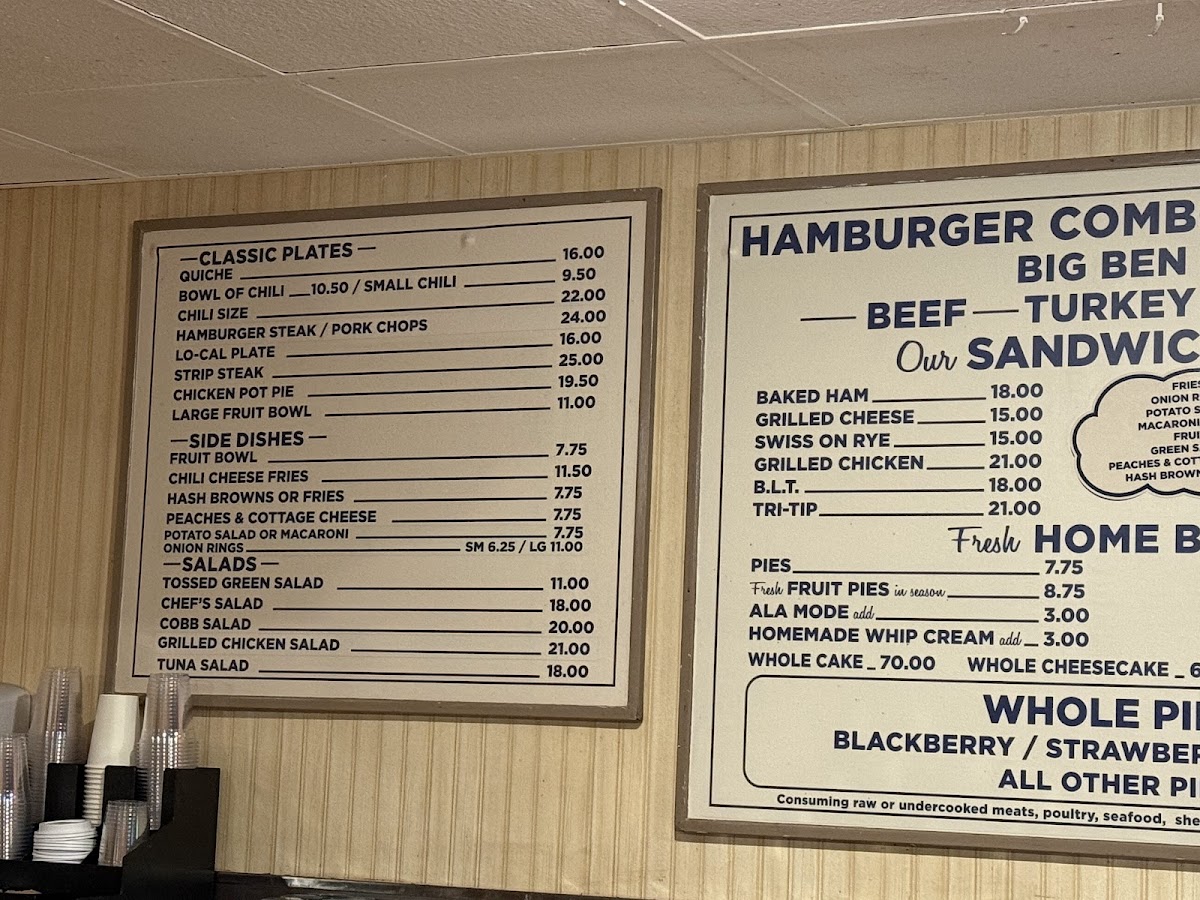 —CLASSIC PLATES—
QUICHE 16.00
BOWL OF CHILI 10.50 / SMALL CHILI 9.50
CHILI SIZE 22.00
HAMBURGER STEAK / PORK CHOPS 24.00
LO-CAL PLATE 16.00
STRIP STEAK 25.00
CHICKEN POT PIE 19.50
LARGE FRUIT BOWL 11.00
—SIDE DISHES—
FRUIT BOWL 7.75
CHILI CHEESE FRIES 11.50
HASH BROWNS OR FRIES 7.75
PEACHES & COTTAGE CHEESE 7.75
POTATO SALAD OR MACARONI 7.75
ONION RINGS SM 6.25 / LG 11.00
—SALADS—
TOSSED GREEN SALAD 11.00
CHEF'S SALAD 18.00
COBB SALAD 20.00
GRILLED CHICKEN SALAD 21.00
TUNA SALAD 18.00
HAMBURGER COMB
BIG BEN
— BEEF — TURKEY
Our SANDWIC
BAKED HAM 18.00
GRILLED CHEESE 15.00
SWISS ON RYE 15.00
GRILLED CHICKEN 21.00
B.L.T. 18.00
TRI-TIP 21.00
FRIES
ONION R
POTATO S
MACARONI
FRUI
GREEN S
PEACHES & COTT
HASH BROWN
Fresh HOME B
PIES 7.75
Fresh FRUIT PIES in season 8.75
ALA MODE add 3.00
HOMEMADE WHIP CREAM add 3.00
WHOLE CAKE 70.00 WHOLE CHEESECAKE 6
WHOLE PI
BLACKBERRY / STRAWBER
ALL OTHER PI
Consuming raw or undercooked meats, poultry, seafood, she